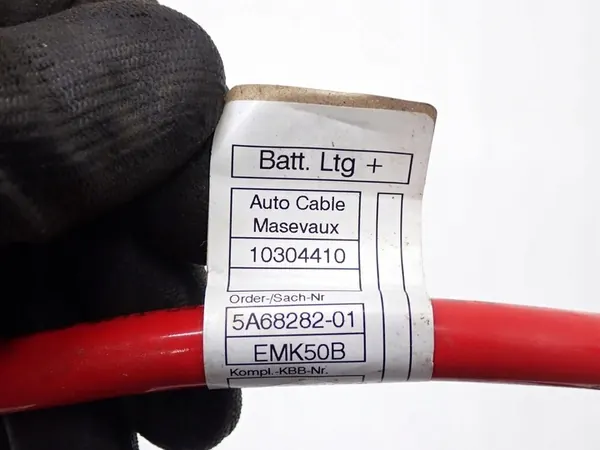 Batt. Ltg +
Auto Cable
Masevaux
10304410
Order-/Sach-Nr
5A68282-01
EMK50B
Kompl.-KBB-Nr.